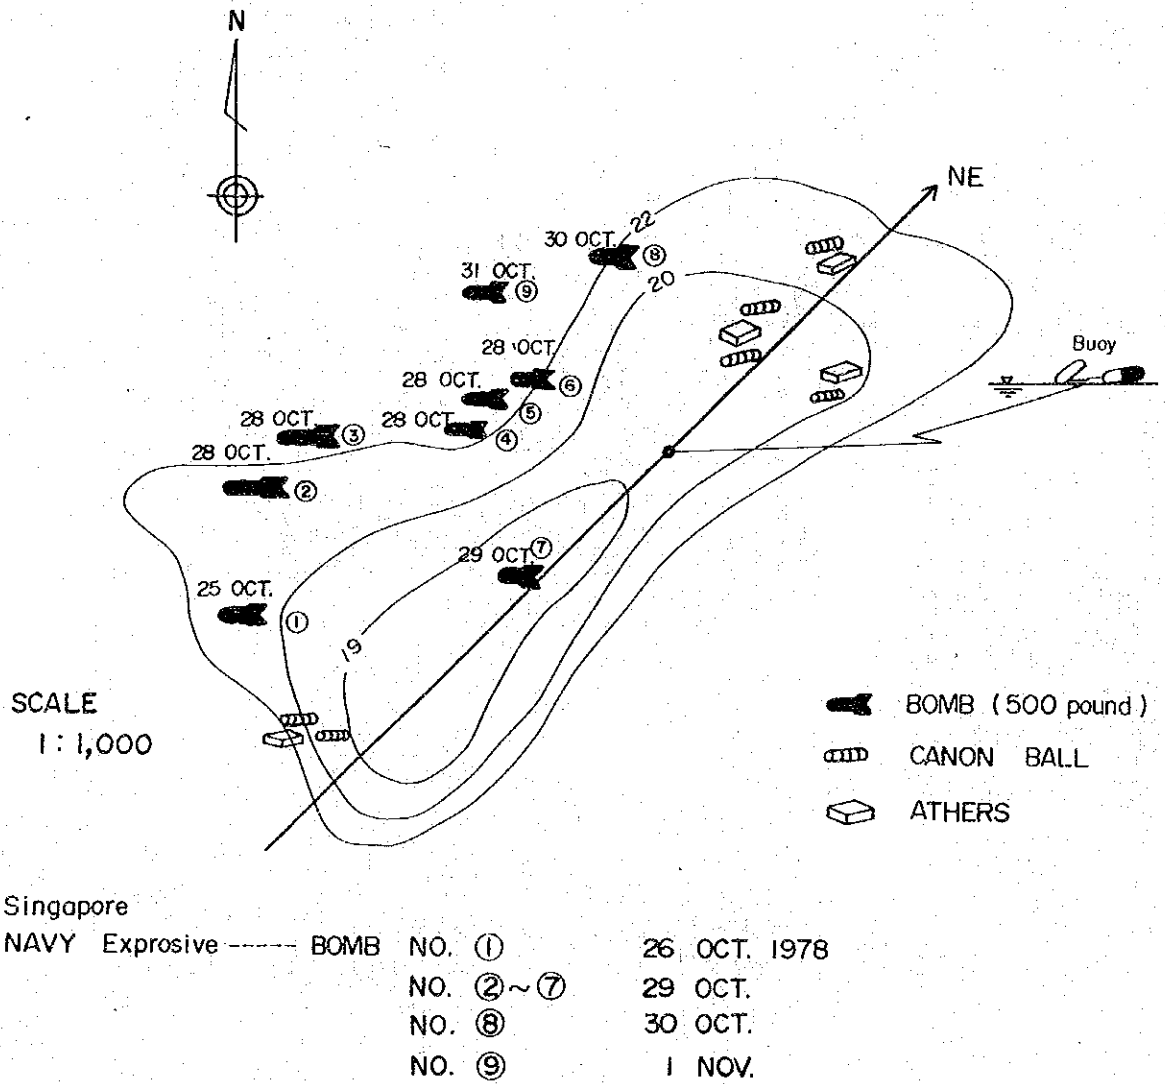 N
NE
22
30 OCT.
⑧
31 OCT.
⑨
20
28 OCT.
⑥
Buoy
28 OCT.
⑤
28 OCT.
③
28 OCT.
④
28 OCT.
②
29 OCT.
⑦
25 OCT.
①
19
SCALE
1 : 1,000
BOMB (500 pound)
CANON BALL
ATHERS
Singapore
NAVY Exprosive ----- BOMB NO. ① 26 OCT. 1978
NO. ②~⑦ 29 OCT.
NO. ⑧ 30 OCT.
NO. ⑨ 1 NOV.